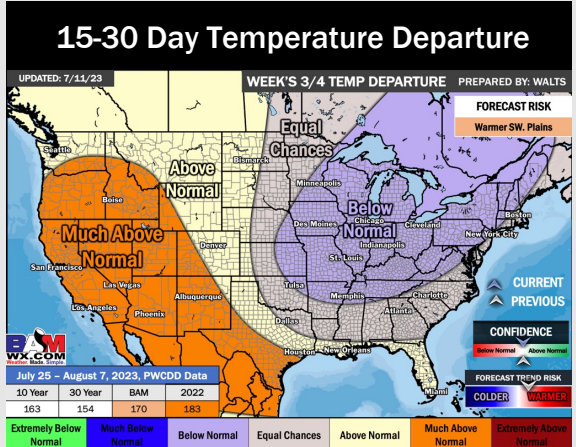 15-30 Day Temperature Departure
UPDATED: 7/11/23
WEEK'S 3/4 TEMP DEPARTURE PREPARED BY: WALTS
FORECAST RISK
Warmer SW. Plains
Equal
Chances
Seattle
Bismarck
Above
Normal
Minneapolis
Boise
Below
Normal
Chicago
Boston
Des Moines
Cleveland
New York City
Much Above
Normal
Indianapolis
Denver
St. Louis
San Francisco
Las Vegas
Tulsa
CURRENT
PREVIOUS
Albuquerque
Memphis
Charlotte
Los Angeles
Phoenix
Atlanta
Dallas
CONFIDENCE
Below Normal Above Normal
BAM
WX.COM
Weather. Made. Simple.
Houston
New Orleans
FORECAST TREND RISK
COLDER WARMER
Miami
July 25 – August 7, 2023, PWCDD Data
10 Year 30 Year BAM 2022
163 154 170 183
Extremely Below Normal
Much Below Normal
Below Normal
Equal Chances
Above Normal
Much Above Normal
Extremely Above Normal